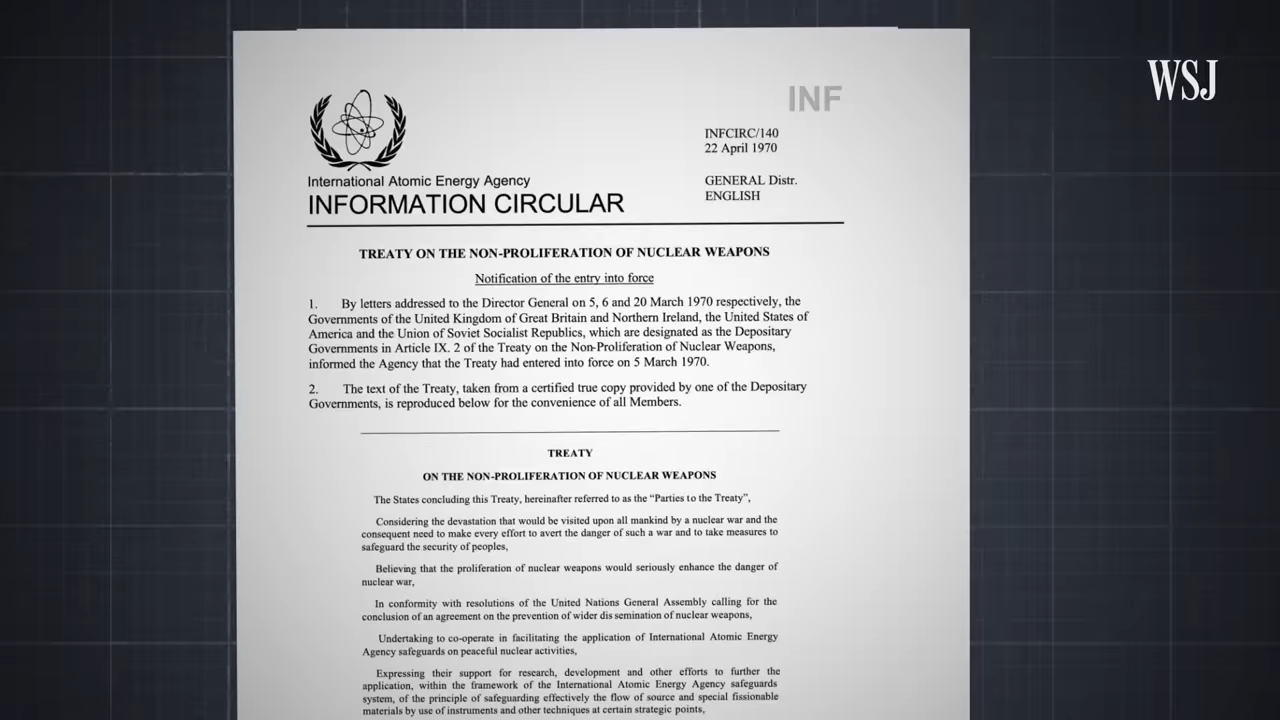 WSJ
INF
INFCIRC/140
22 April 1970
GENERAL Distr.
ENGLISH
International Atomic Energy Agency
INFORMATION CIRCULAR
TREATY ON THE NON-PROLIFERATION OF NUCLEAR WEAPONS
Notification of the entry into force
1. By letters addressed to the Director General on 5, 6 and 20 March 1970 respectively, the
Governments of the United Kingdom of Great Britain and Northern Ireland, the United States of
America and the Union of Soviet Socialist Republics, which are designated as the Depositary
Governments in Article IX. 2 of the Treaty on the Non-Proliferation of Nuclear Weapons,
informed the Agency that the Treaty had entered into force on 5 March 1970.
2. The text of the Treaty, taken from a certified true copy provided by one of the Depositary
Governments, is reproduced below for the convenience of all Members.
TREATY
ON THE NON-PROLIFERATION OF NUCLEAR WEAPONS
The States concluding this Treaty, hereinafter referred to as the “Parties to the Treaty”,
Considering the devastation that would be visited upon all mankind by a nuclear war and the
consequent need to make every effort to avert the danger of such a war and to take measures to
safeguard the security of peoples,
Believing that the proliferation of nuclear weapons would seriously enhance the danger of
nuclear war,
In conformity with resolutions of the United Nations General Assembly calling for the
conclusion of an agreement on the prevention of wider dis semination of nuclear weapons,
Undertaking to co-operate in facilitating the application of International Atomic Energy
Agency safeguards on peaceful nuclear activities,
Expressing their support for research, development and other efforts to further the
application, within the framework of the International Atomic Energy Agency safeguards
system, of the principle of safeguarding effectively the flow of source and special fissionable
materials by use of instruments and other techniques at certain strategic points,